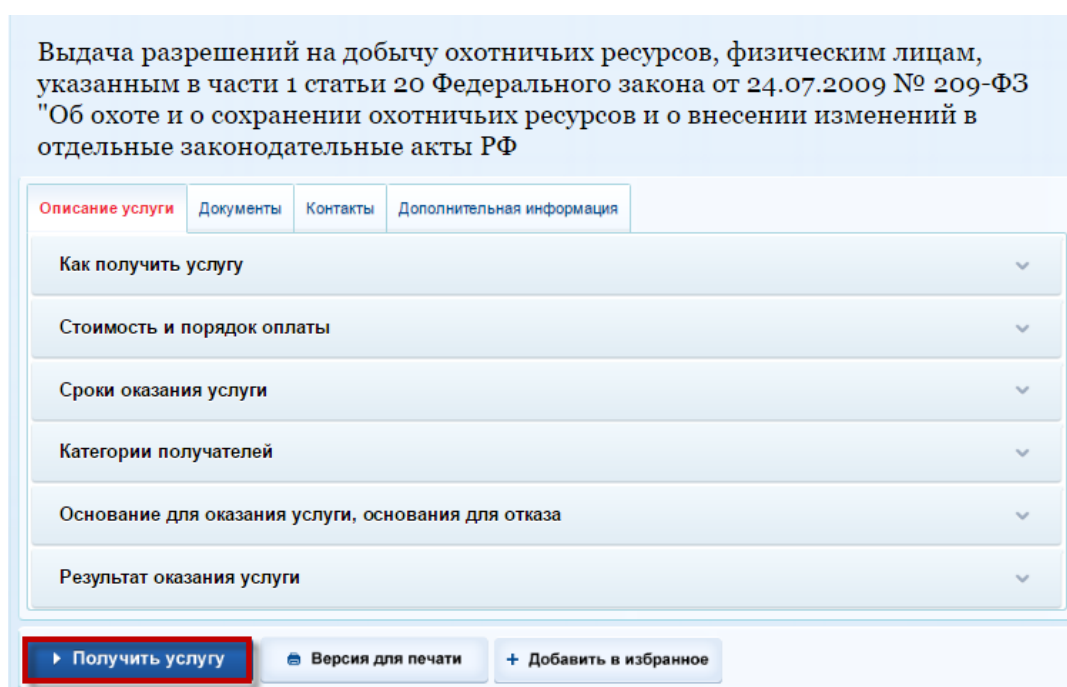 Выдача разрешений на добычу охотничьих ресурсов, физическим лицам,
указанным в части 1 статьи 20 Федерального закона от 24.07.2009 № 209-ФЗ
"Об охоте и о сохранении охотничьих ресурсов и о внесении изменений в
отдельные законодательные акты РФ
Описание услуги Документы Контакты Дополнительная информация
Как получить услугу
Стоимость и порядок оплаты
Сроки оказания услуги
Категории получателей
Основание для оказания услуги, основания для отказа
Результат оказания услуги
Получить услугу Версия для печати + Добавить в избранное